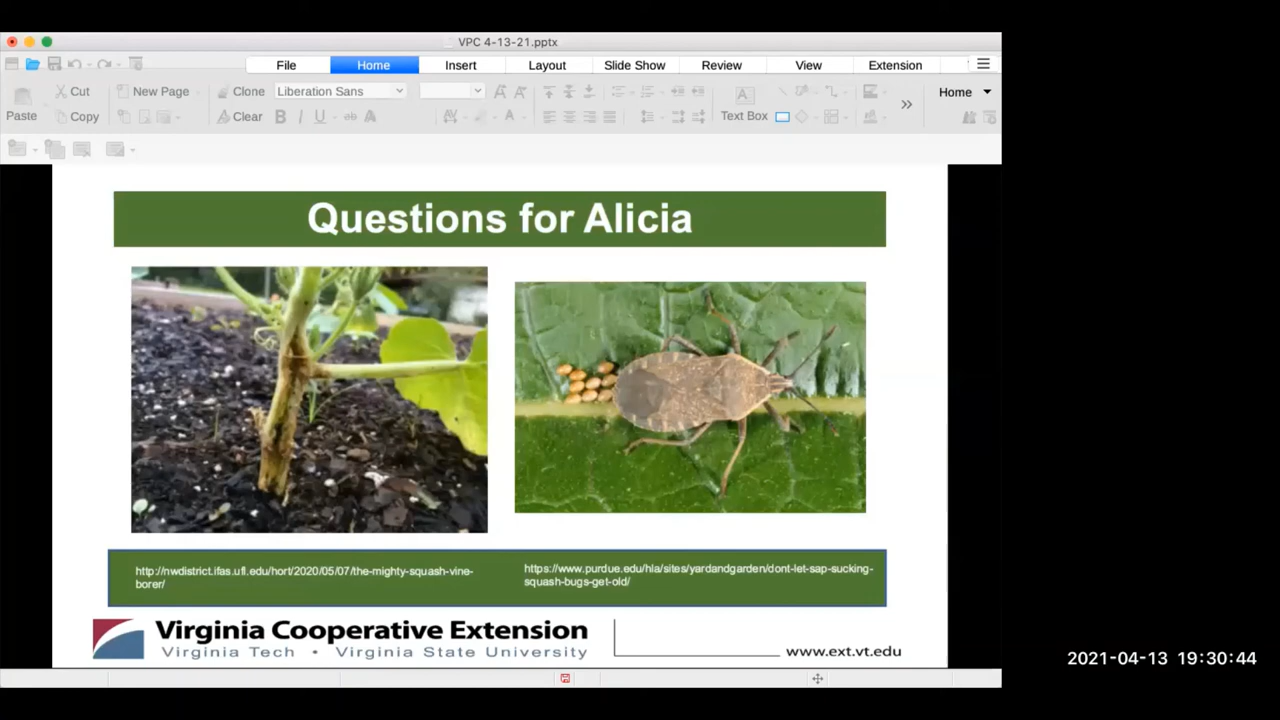 VPC 4-13-21.pptx
File Home Insert Layout Slide Show Review View Extension
Cut New Page Clone Liberation Sans Home
Paste Copy Clear B I U ab A Text Box
Questions for Alicia
http://nwdistrict.ifas.ufl.edu/hort/2020/05/07/the-mighty-squash-vine-
borer/
https://www.purdue.edu/hla/sites/yardandgarden/dont-let-sap-sucking-
squash-bugs-get-old/
Virginia Cooperative Extension
Virginia Tech • Virginia State University
www.ext.vt.edu
2021-04-13 19:30:44